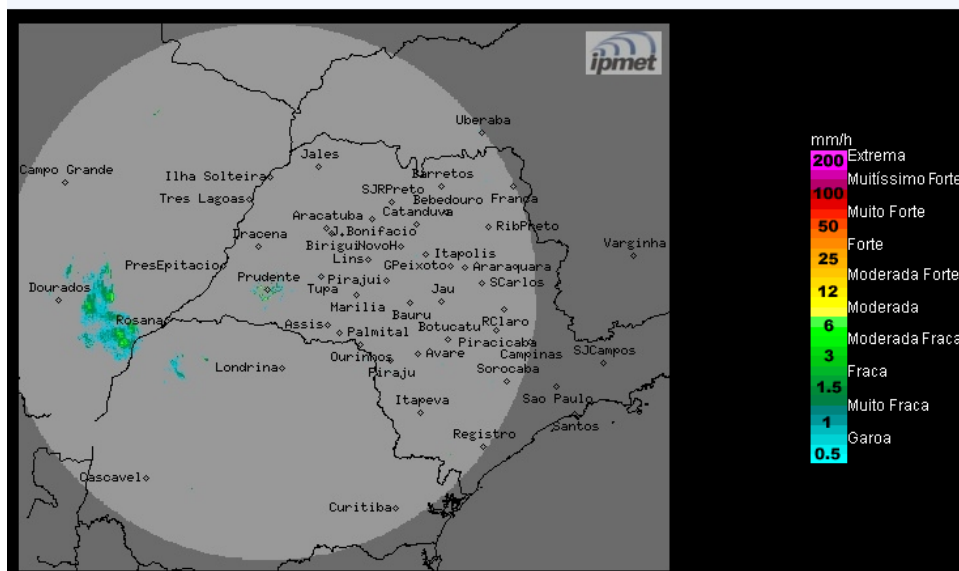 ipmet
Uberaba
Jales
Campo Grande
Ilha Solteira
Barretos
SJRPreto
Bebedouro
Franca
Tres Lagoas
Catanduva
Aracatuba
J.Bonifacio
RibPreto
Dracena
Birigui
NovoH
Varginha
Itapolis
Lins
PresEpitacio
GPeixoto
Araraquara
Prudente
Pirajui
SCarlos
Dourados
Tupa
Marilia
Jau
Bauru
Rosana
Assis
Botucatu
RClaro
Palmital
Piracicaba
Ourinhos
Avare
Campinas
SJCampos
Londrina
Piraju
Sorocaba
Itapeva
Sao Paulo
Santos
Registro
Cascavel
Curitiba
mm/h
200 Extrema
Muitíssimo Forte
100
Muito Forte
50
Forte
25
Moderada Forte
12
Moderada
6
Moderada Fraca
3
Fraca
1.5
Muito Fraca
1
Garoa
0.5